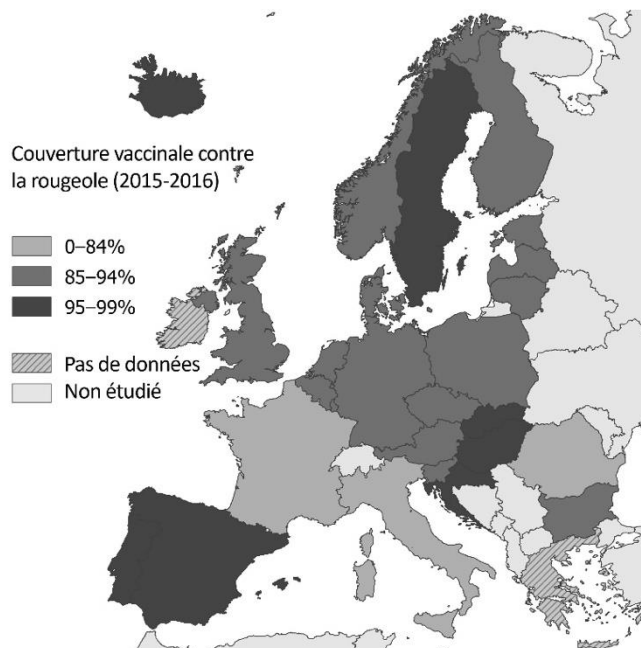 Couverture vaccinale contre
la rougeole (2015-2016)
0–84%
85–94%
95–99%
Pas de données
Non étudié